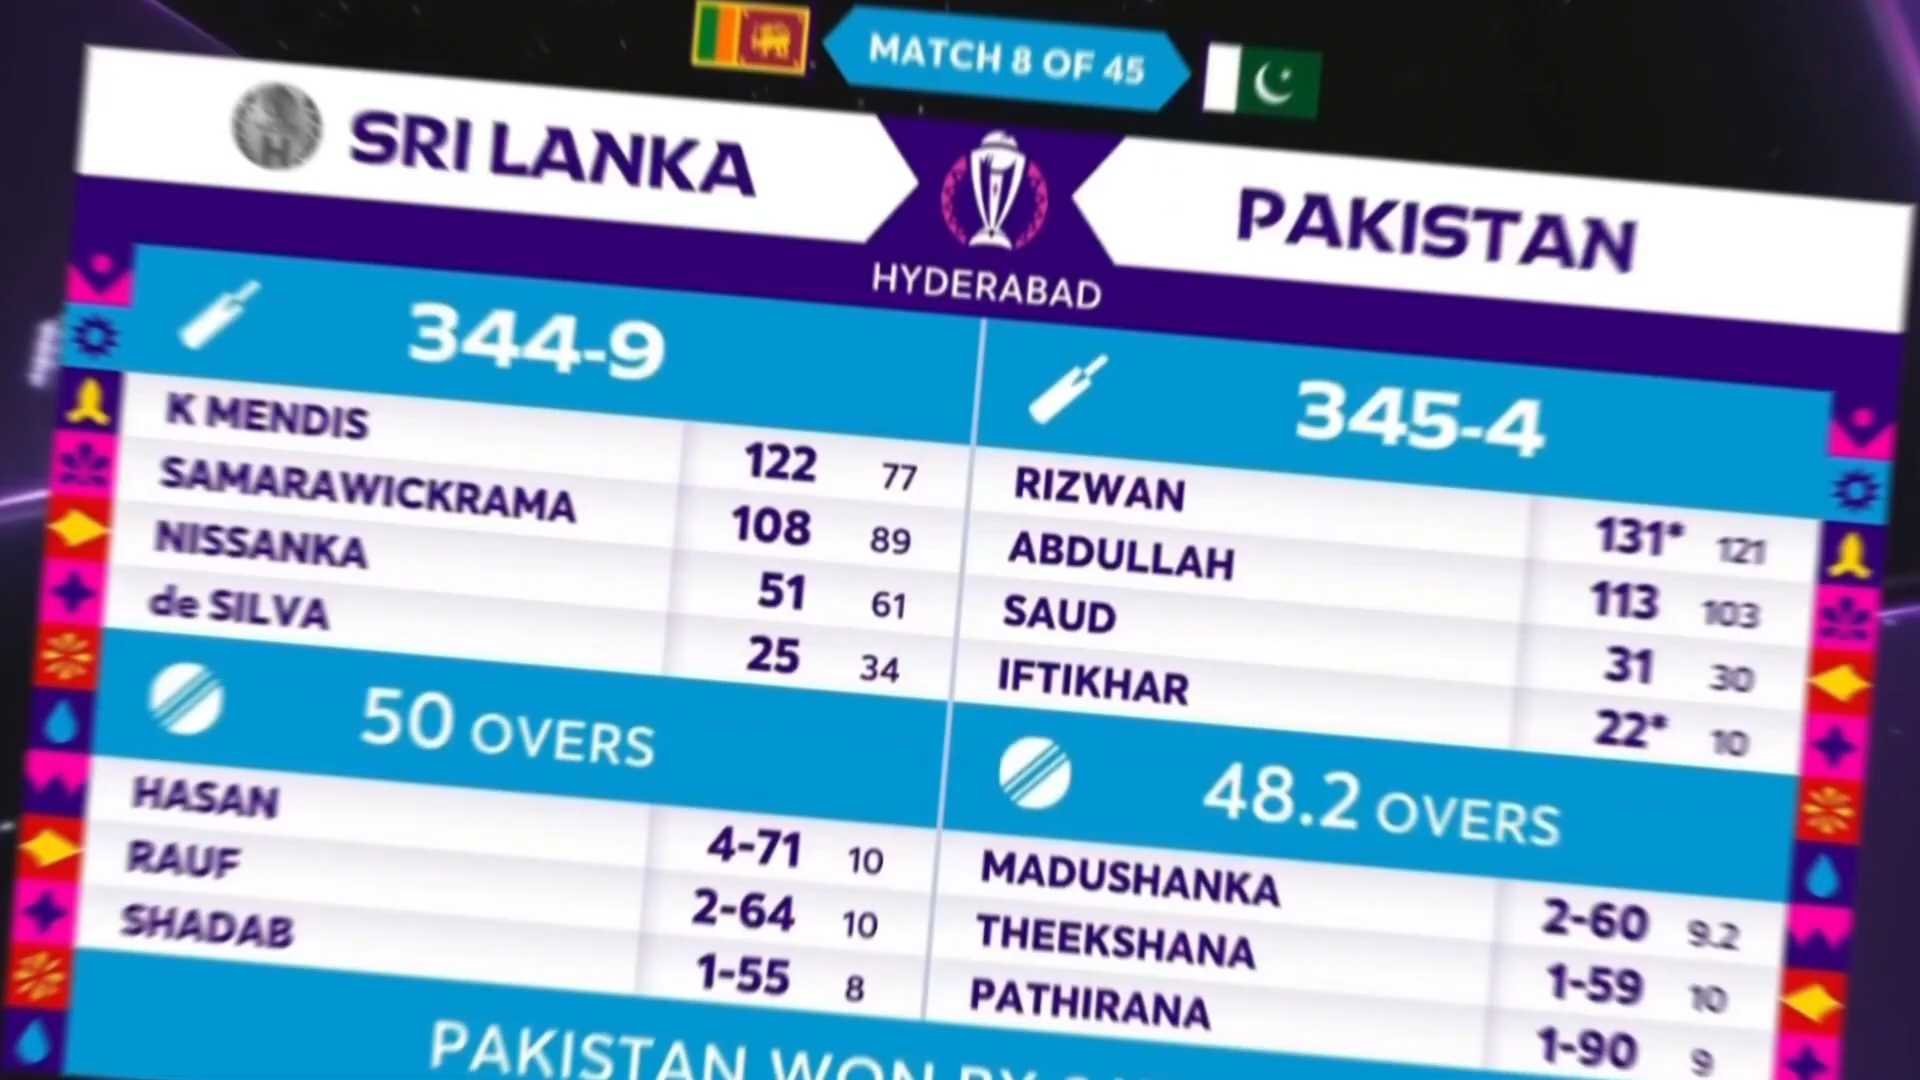 MATCH 8 OF 45
SRI LANKA
PAKISTAN
HYDERABAD
344-9
K MENDIS 122 77
SAMARAWICKRAMA 108 89
NISSANKA 51 61
de SILVA 25 34
50 OVERS
HASAN 4-71 10
RAUF 2-64 10
SHADAB 1-55 8
345-4
RIZWAN 131* 121
ABDULLAH 113 103
SAUD 31 30
IFTIKHAR 22* 10
48.2 OVERS
MADUSHANKA 2-60 9.2
THEEKSHANA 1-59 10
PATHIRANA 1-90 9
PAKISTAN WON BY